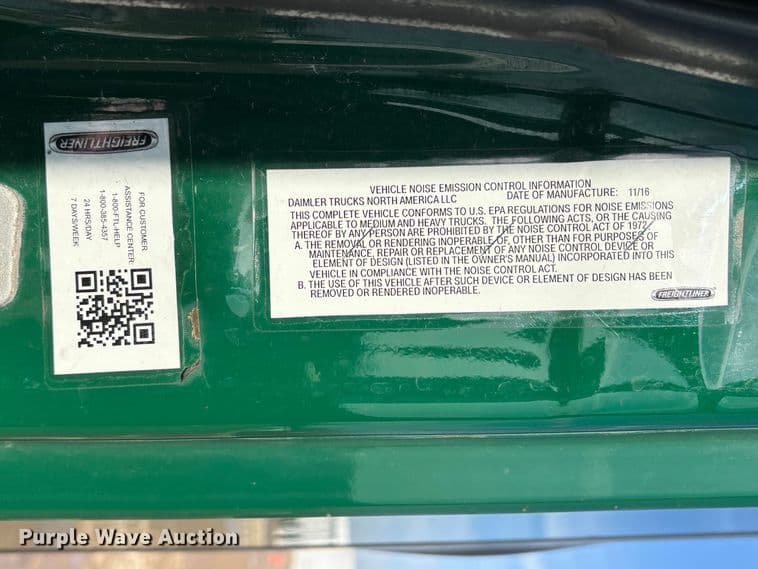 FREIGHTLINER
FOR CUSTOMER
ASSISTANCE CENTER:
1-800-FTL-HELP
1-800-385-4357
24 HRS/DAY
7 DAYS/WEEK
VEHICLE NOISE EMISSION CONTROL INFORMATION
DAIMLER TRUCKS NORTH AMERICA LLC DATE OF MANUFACTURE: 11/16
THIS COMPLETE VEHICLE CONFORMS TO U.S. EPA REGULATIONS FOR NOISE EMISSIONS
APPLICABLE TO MEDIUM AND HEAVY TRUCKS. THE FOLLOWING ACTS, OR THE CAUSING
THEREOF BY ANY PERSON ARE PROHIBITED BY THE NOISE CONTROL ACT OF 1972.
A. THE REMOVAL OR RENDERING INOPERABLE OF, OTHER THAN FOR PURPOSES OF
MAINTENANCE, REPAIR OR REPLACEMENT OF ANY NOISE CONTROL DEVICE OR
ELEMENT OF DESIGN (LISTED IN THE OWNER'S MANUAL) INCORPORATED INTO THIS
VEHICLE IN COMPLIANCE WITH THE NOISE CONTROL ACT.
B. THE USE OF THIS VEHICLE AFTER SUCH DEVICE OR ELEMENT OF DESIGN HAS BEEN
REMOVED OR RENDERED INOPERABLE.
FREIGHTLINER
Purple Wave Auction